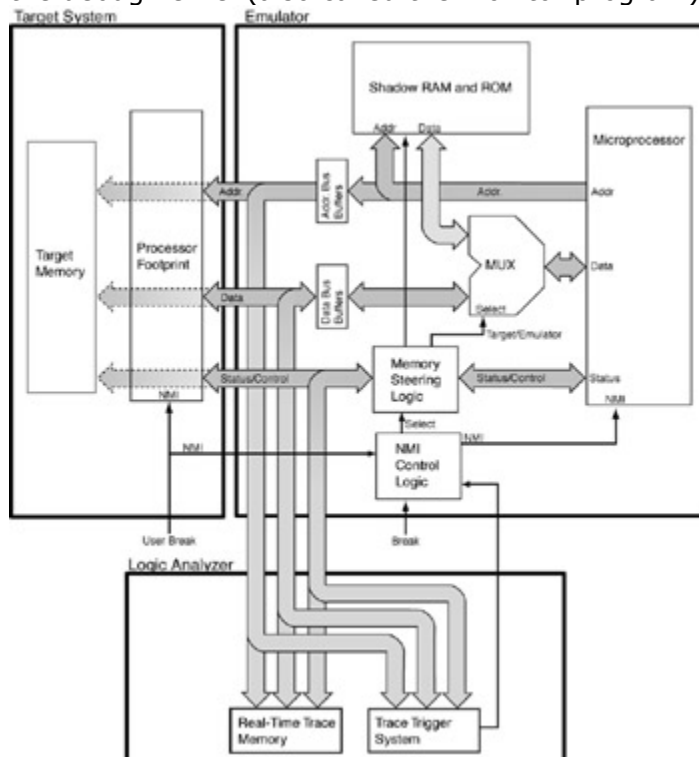 Target System
Emulator
Shadow RAM and ROM
Addr
Data
Microprocessor
Addr.
Addr.
Addr
Addr. Bus
Buffers
Target
Memory
Processor
Footprint
MUX
Data
Data
Data Bus
Buffers
Select
Target/Emulator
Memory
Steering
Logic
Status/Control
Status/Control
Status
NMI
NMI
Select
NMI
NMI
NMI
Control
Logic
User Break
Break
Logic Analyzer
Real-Time Trace
Memory
Trace Trigger
System